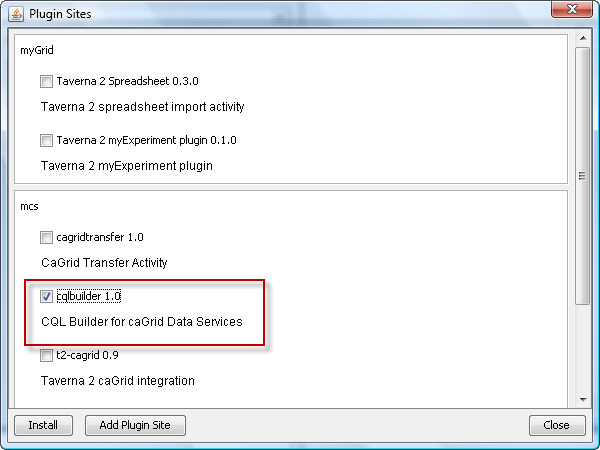 Plugin Sites
myGrid
Taverna 2 Spreadsheet 0.3.0
Taverna 2 spreadsheet import activity
Taverna 2 myExperiment plugin 0.1.0
Taverna 2 myExperiment plugin
mcs
cagridtransfer 1.0
CaGrid Transfer Activity
cqlbuilder 1.0
CQL Builder for caGrid Data Services
t2-cagrid 0.9
Taverna 2 caGrid integration
Install Add Plugin Site Close